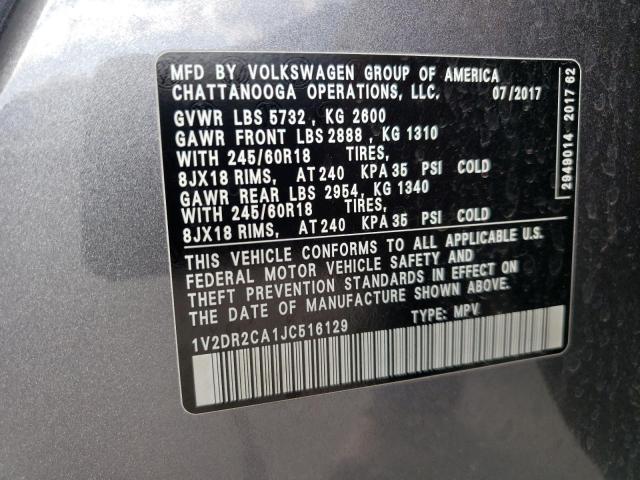 MFD BY VOLKSWAGEN GROUP OF AMERICA
CHATTANOOGA OPERATIONS, LLC. 07/2017
GVWR LBS 5732 , KG 2600
GAWR FRONT LBS 2888 , KG 1310
WITH 245/60R18 TIRES,
8JX18 RIMS, AT 240 KPA 35 PSI COLD
GAWR REAR LBS 2954, KG 1340
WITH 245/60R18 TIRES,
8JX18 RIMS, AT 240 KPA 35 PSI COLD
THIS VEHICLE CONFORMS TO ALL APPLICABLE U.S.
FEDERAL MOTOR VEHICLE SAFETY AND
THEFT PREVENTION STANDARDS IN EFFECT ON
THE DATE OF MANUFACTURE SHOWN ABOVE.
1V2DR2CA1JC516129 TYPE: MPV
2949014 2017 62